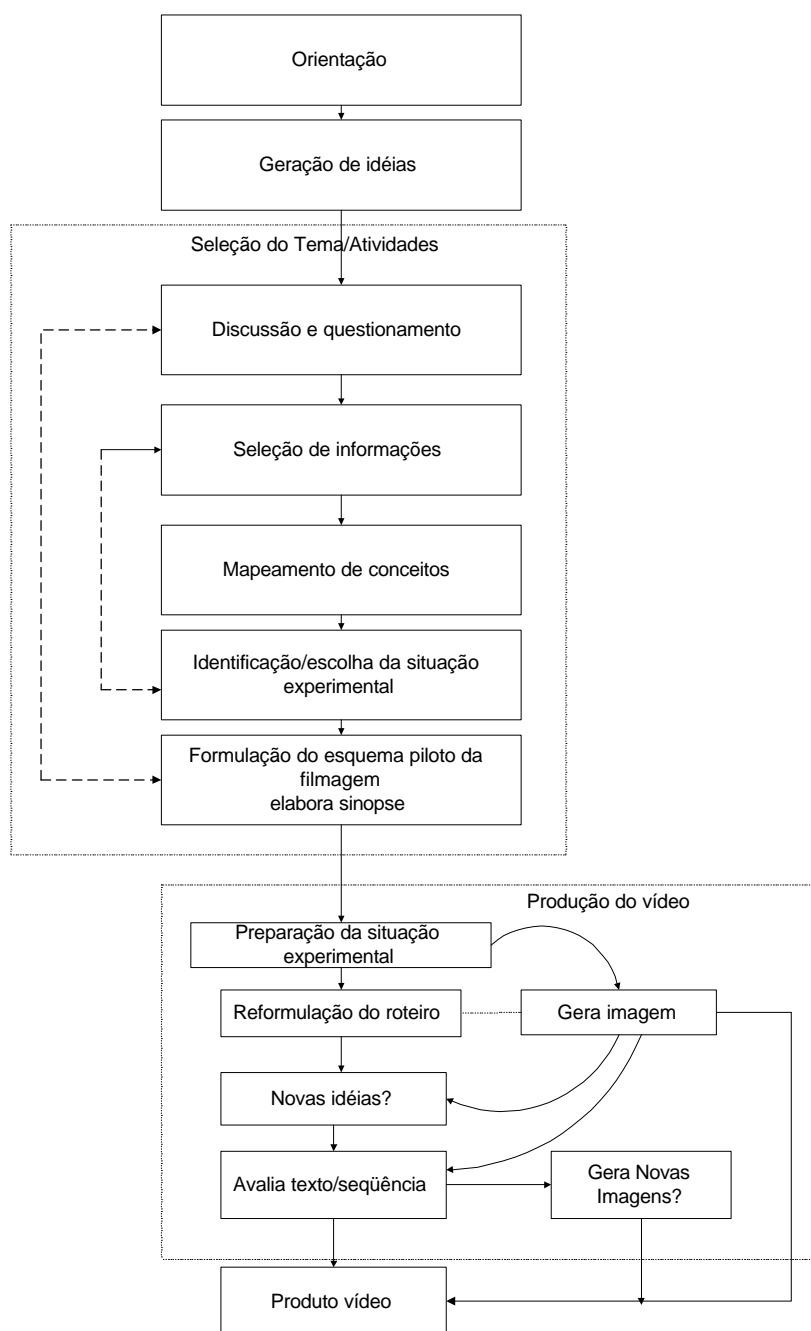 Orientação
Geração de idéias
Seleção do Tema/Atividades
Discussão e questionamento
Seleção de informações
Mapeamento de conceitos
Identificação/escolha da situação
experimental
Formulação do esquema piloto da
filmagem
elabora sinopse
Produção do vídeo
Preparação da situação
experimental
Reformulação do roteiro
Gera imagem
Novas idéias?
Avalia texto/seqüência
Gera Novas
Imagens?
Produto vídeo